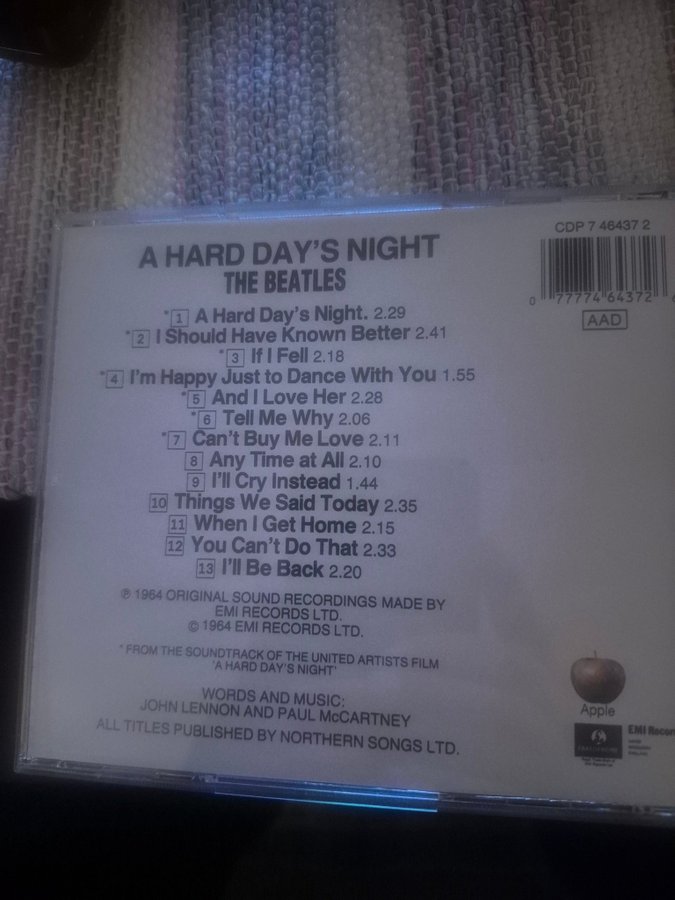 CDP 7 46437 2
A HARD DAY'S NIGHT
THE BEATLES
0 77774 64372
AAD
*1 A Hard Day's Night. 2.29
*2 I Should Have Known Better 2.41
*3 If I Fell 2.18
*4 I'm Happy Just to Dance With You 1.55
*5 And I Love Her 2.28
*6 Tell Me Why 2.06
*7 Can't Buy Me Love 2.11
8 Any Time at All 2.10
9 I'll Cry Instead 1.44
10 Things We Said Today 2.35
11 When I Get Home 2.15
12 You Can't Do That 2.33
13 I'll Be Back 2.20
℗ 1964 ORIGINAL SOUND RECORDINGS MADE BY
EMI RECORDS LTD.
© 1964 EMI RECORDS LTD.
* FROM THE SOUNDTRACK OF THE UNITED ARTISTS FILM
'A HARD DAY'S NIGHT'
WORDS AND MUSIC:
JOHN LENNON AND PAUL McCARTNEY
ALL TITLES PUBLISHED BY NORTHERN SONGS LTD.
Apple
PARLOPHONE
EMI Recor